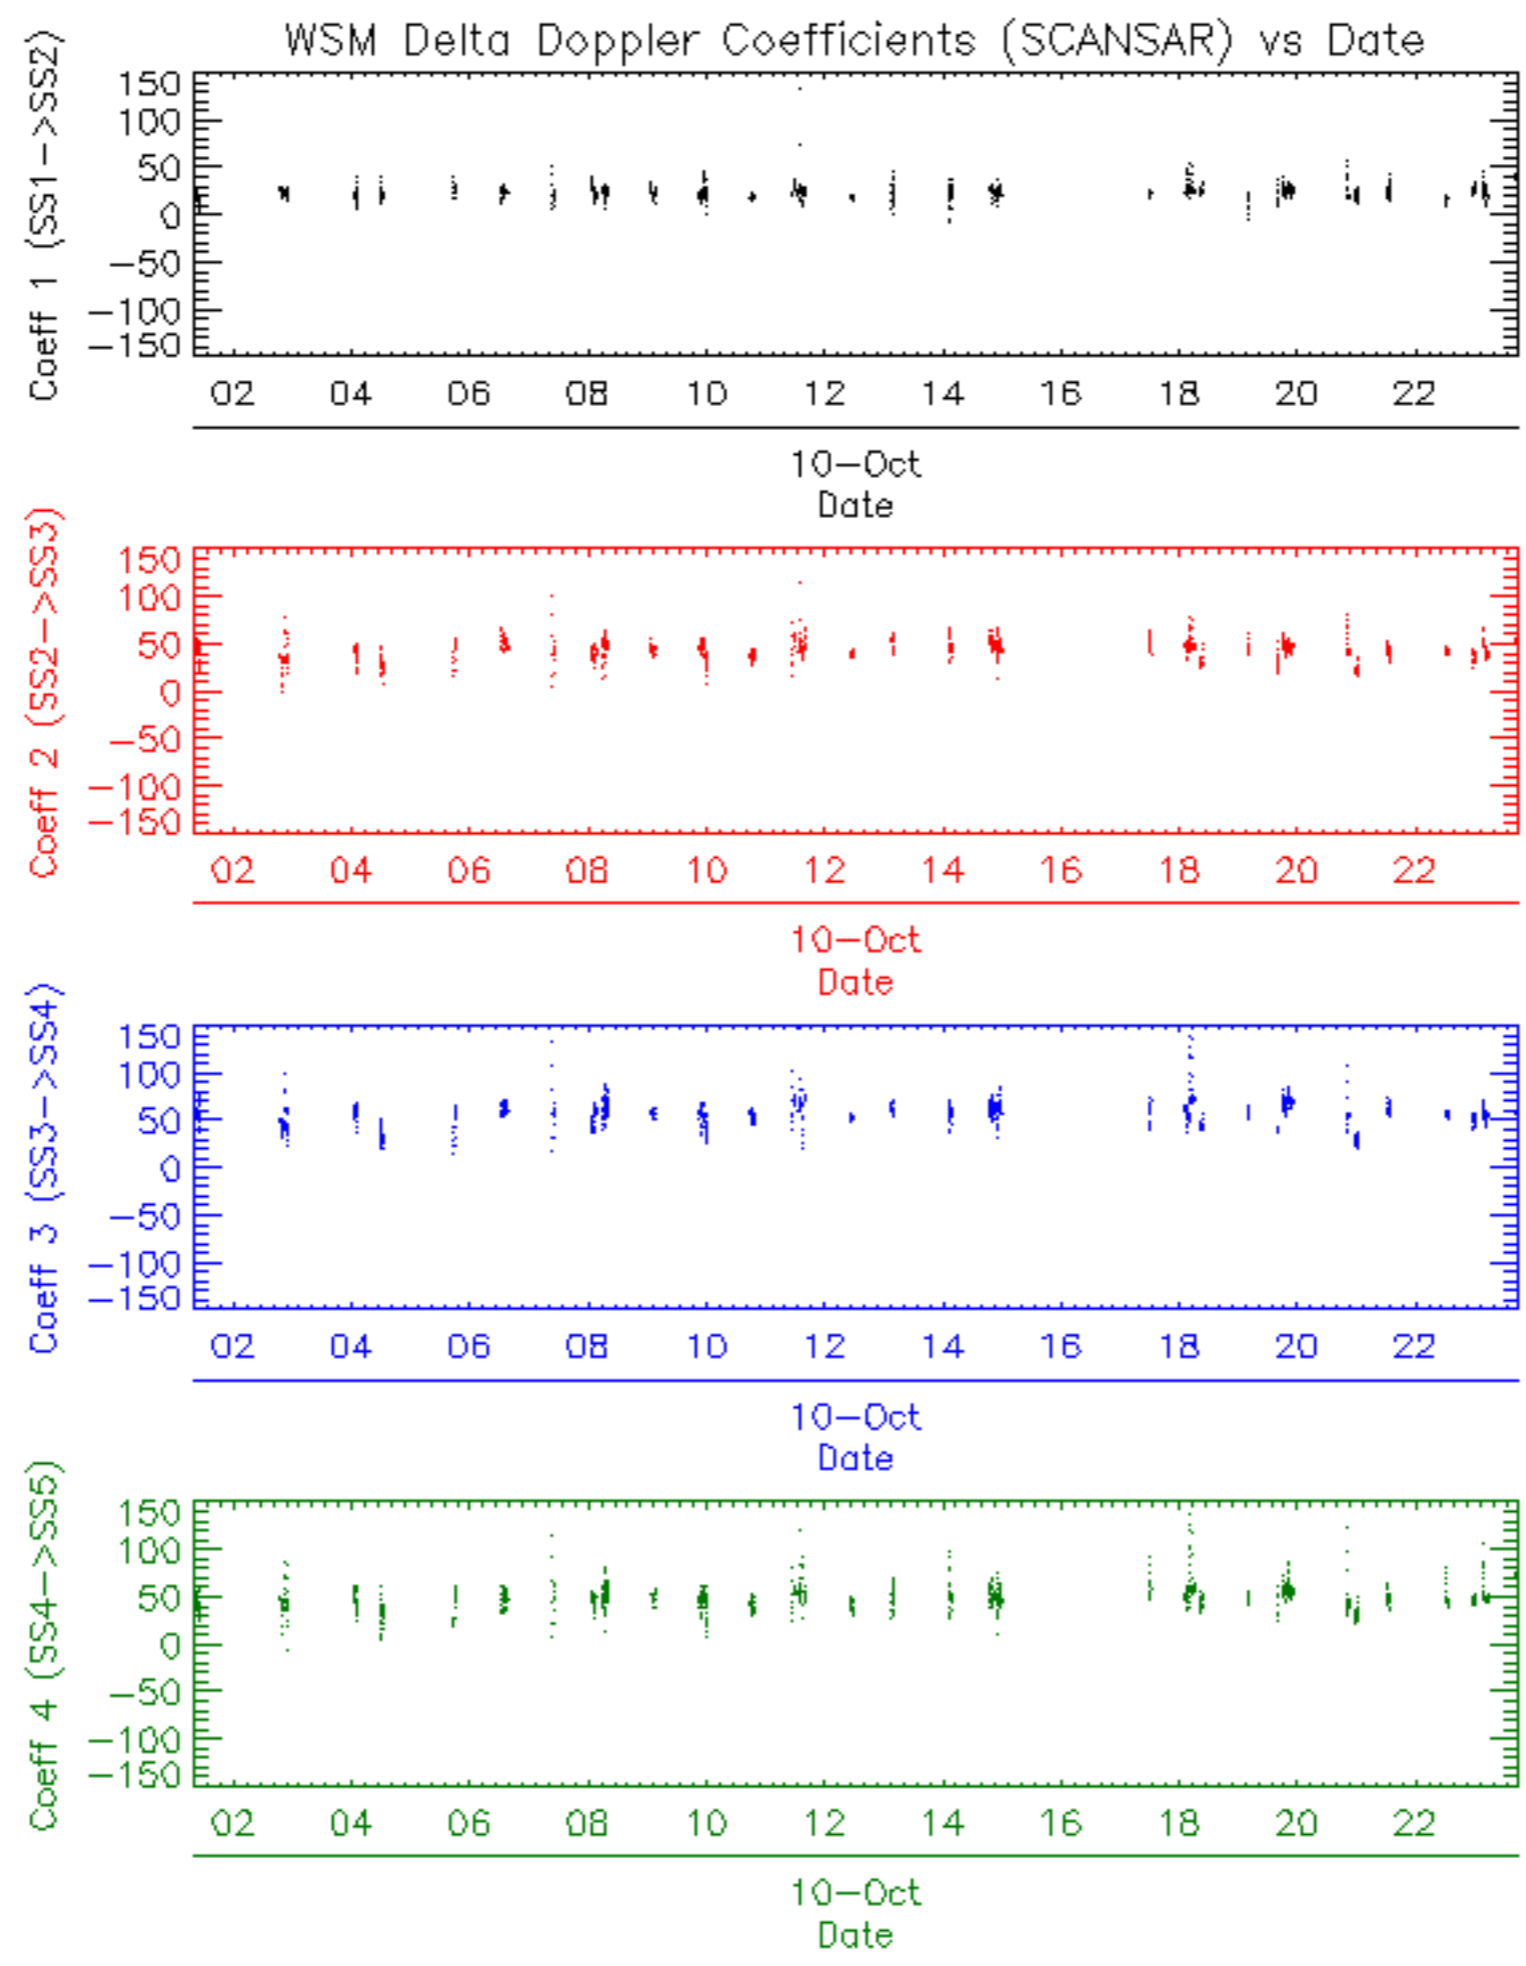 WSM Delta Doppler Coefficients (SCANSAR) vs Date
Coeff 1 (SS1->SS2)
150
100
50
0
-50
-100
-150
02 04 06 08 10 12 14 16 18 20 22
10-Oct
Date
Coeff 2 (SS2->SS3)
150
100
50
0
-50
-100
-150
02 04 06 08 10 12 14 16 18 20 22
10-Oct
Date
Coeff 3 (SS3->SS4)
150
100
50
0
-50
-100
-150
02 04 06 08 10 12 14 16 18 20 22
10-Oct
Date
Coeff 4 (SS4->SS5)
150
100
50
0
-50
-100
-150
02 04 06 08 10 12 14 16 18 20 22
10-Oct
Date